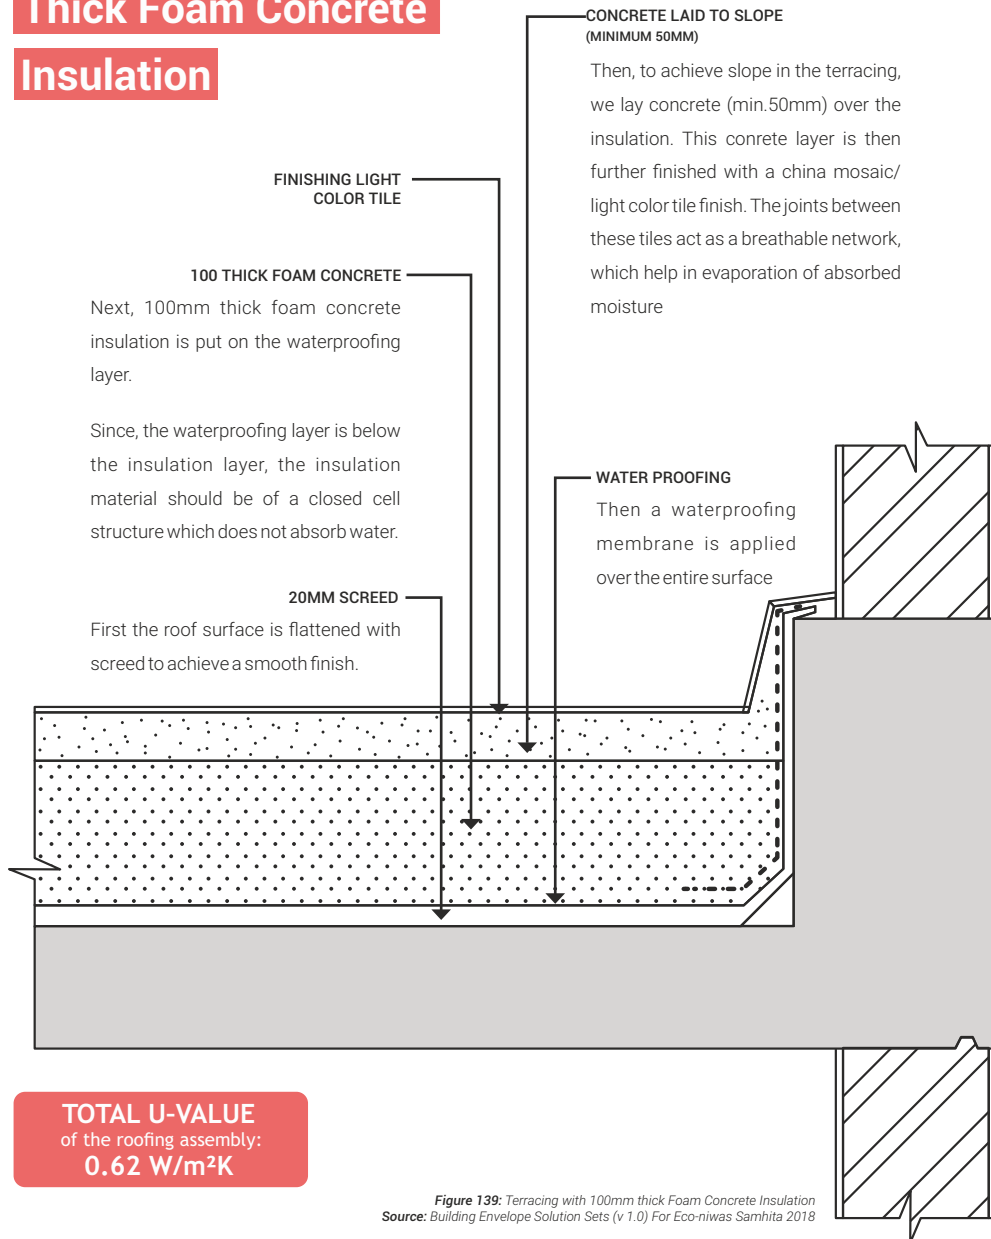 Thick Foam Concrete
Insulation
CONCRETE LAID TO SLOPE
(MINIMUM 50MM)
Then, to achieve slope in the terracing,
we lay concrete (min.50mm) over the
insulation. This conrete layer is then
further finished with a china mosaic/
light color tile finish. The joints between
these tiles act as a breathable network,
which help in evaporation of absorbed
moisture
FINISHING LIGHT
COLOR TILE
100 THICK FOAM CONCRETE
Next, 100mm thick foam concrete
insulation is put on the waterproofing
layer.
Since, the waterproofing layer is below
the insulation layer, the insulation
material should be of a closed cell
structure which does not absorb water.
WATER PROOFING
Then a waterproofing
membrane is applied
over the entire surface
20MM SCREED
First the roof surface is flattened with
screed to achieve a smooth finish.
TOTAL U-VALUE
of the roofing assembly:
0.62 W/m²K
Figure 139: Terracing with 100mm thick Foam Concrete Insulation
Source: Building Envelope Solution Sets (v 1.0) For Eco-niwas Samhita 2018